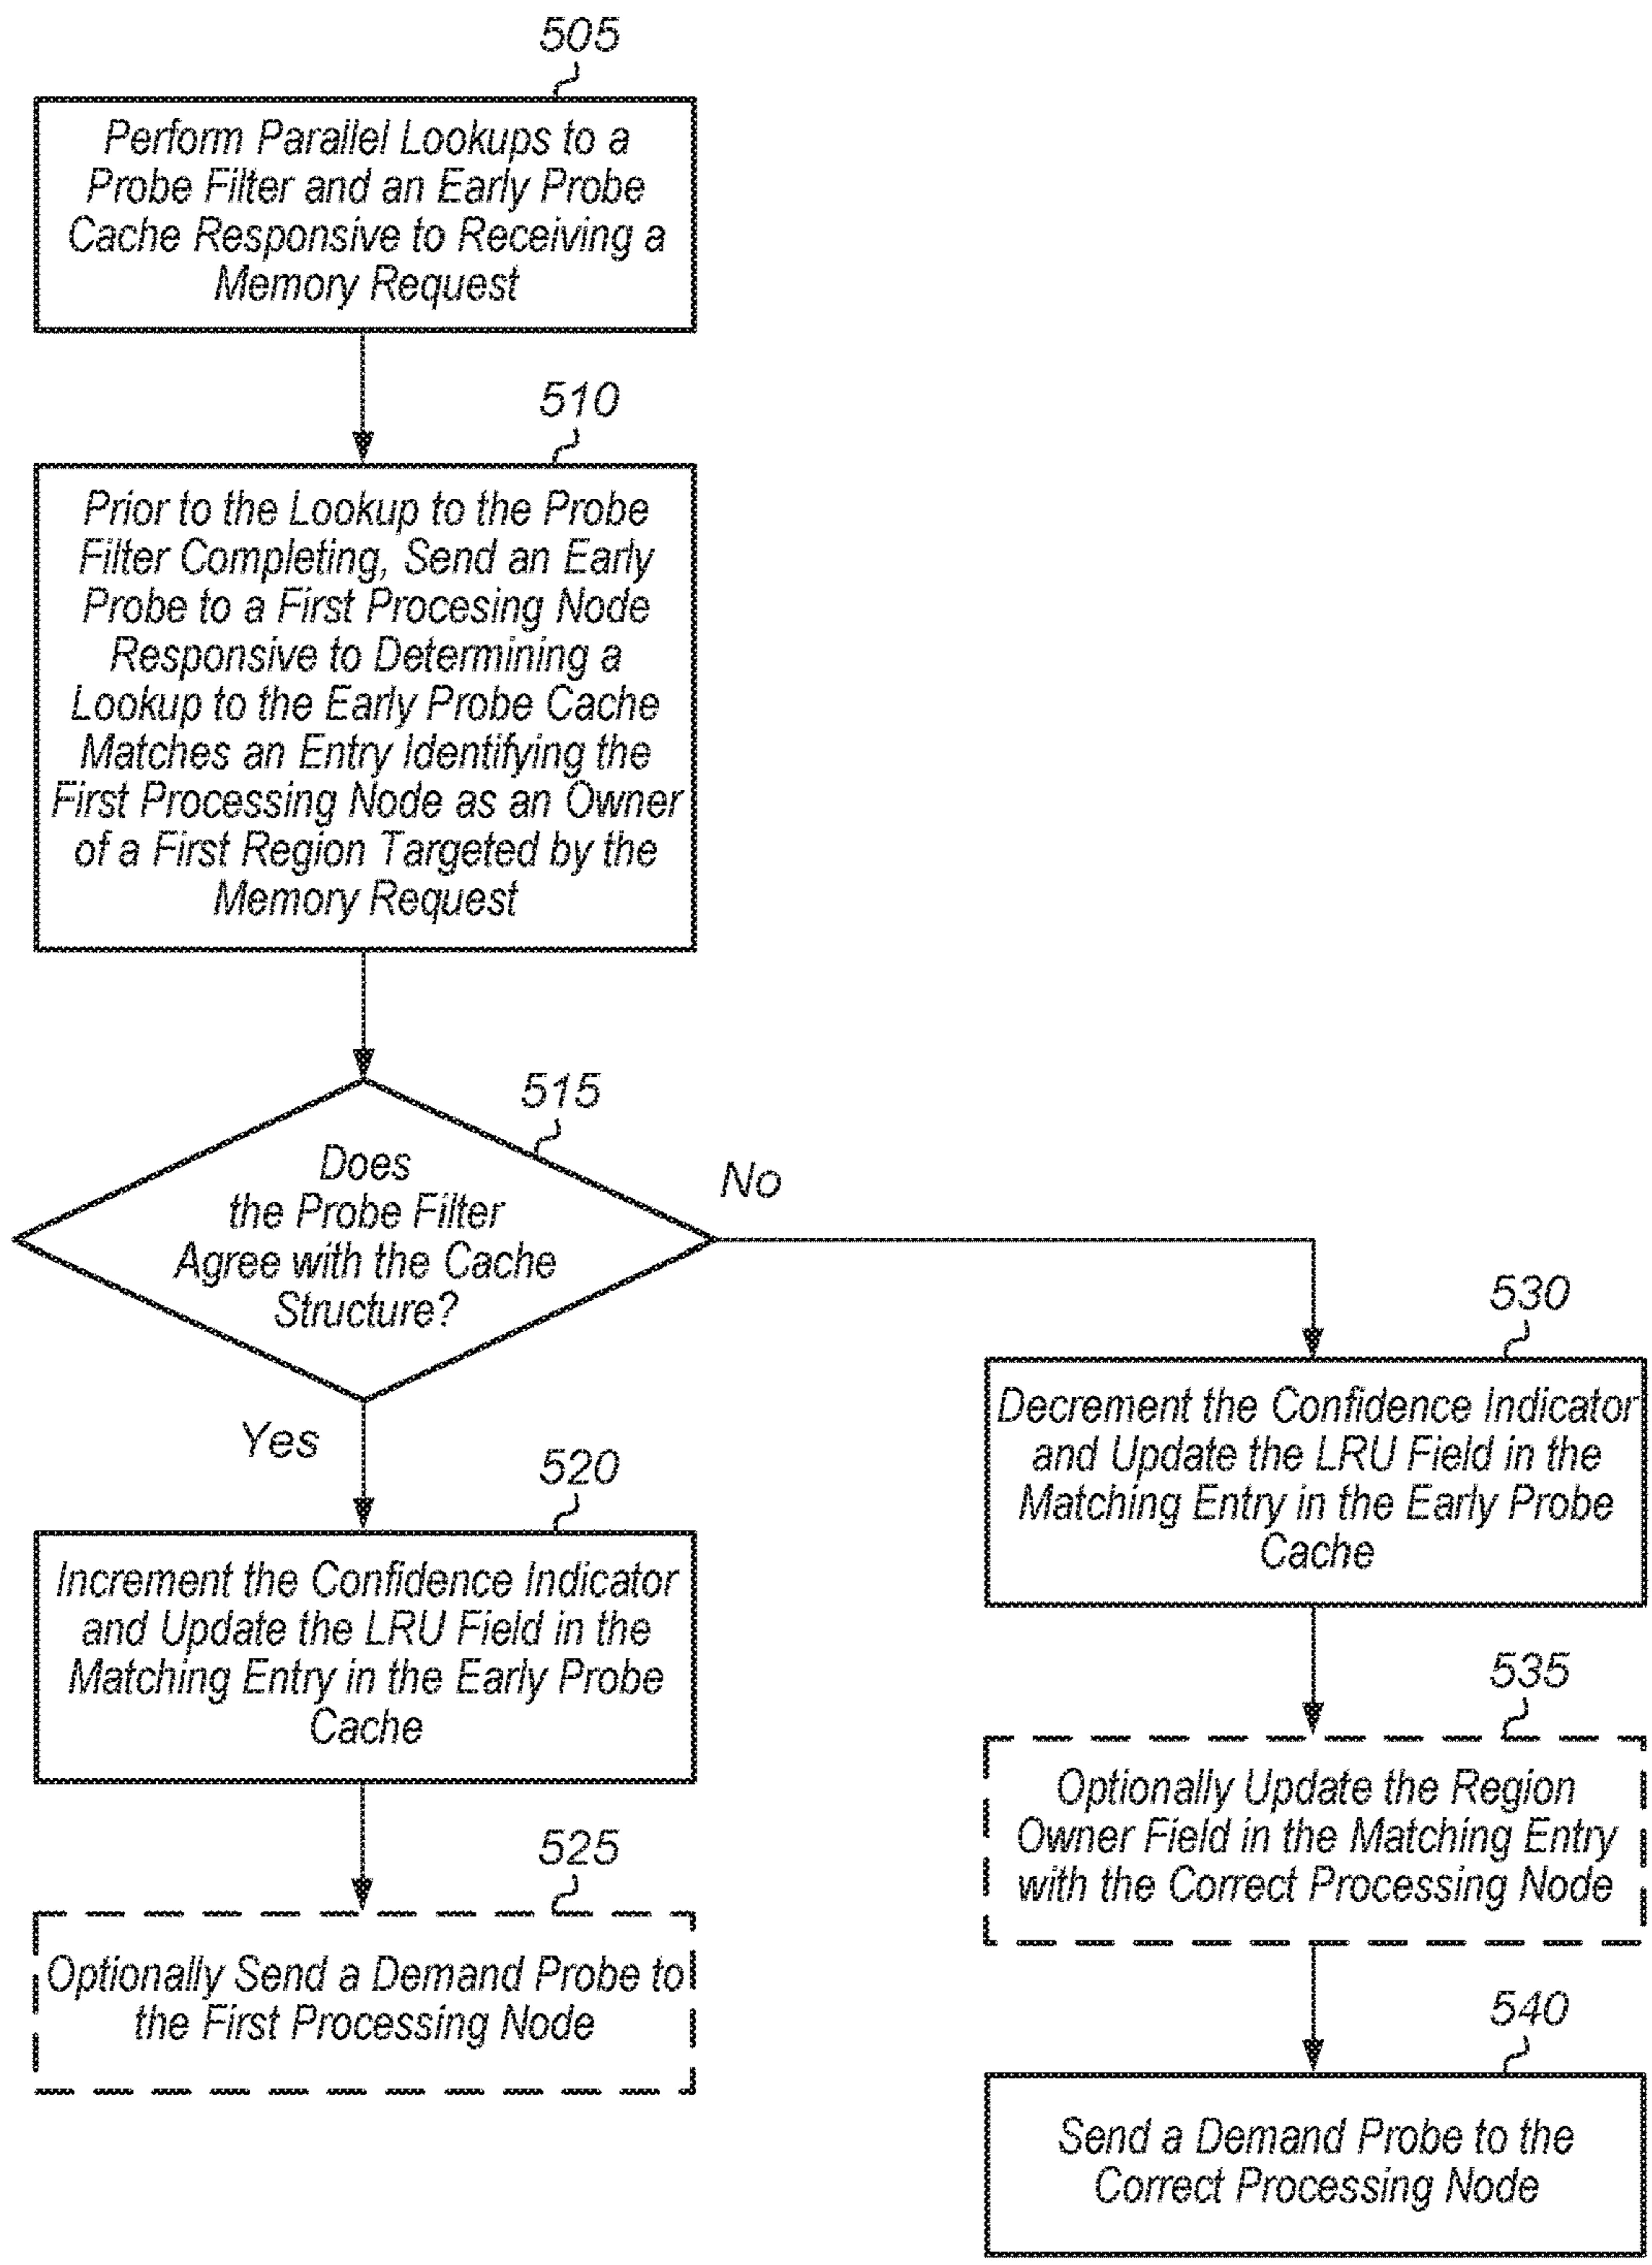 505
Perform Parallel Lookups to a
Probe Filter and an Early Probe
Cache Responsive to Receiving a
Memory Request
510
Prior to the Lookup to the Probe
Filter Completing, Send an Early
Probe to a First Procesing Node
Responsive to Determining a
Lookup to the Early Probe Cache
Matches an Entry Identifying the
First Processing Node as an Owner
of a First Region Targeted by the
Memory Request
515
Does
the Probe Filter
Agree with the Cache
Structure?
No
Yes
520
Increment the Confidence Indicator
and Update the LRU Field in the
Matching Entry in the Early Probe
Cache
525
Optionally Send a Demand Probe to
the First Processing Node
530
Decrement the Confidence Indicator
and Update the LRU Field in the
Matching Entry in the Early Probe
Cache
535
Optionally Update the Region
Owner Field in the Matching Entry
with the Correct Processing Node
540
Send a Demand Probe to the
Correct Processing Node